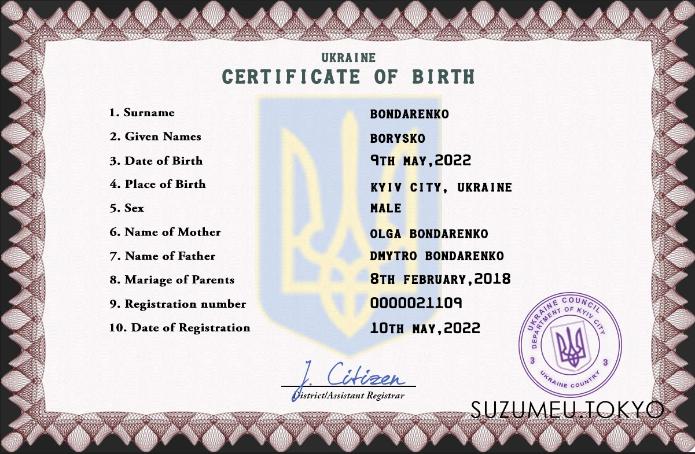 UKRAINE
CERTIFICATE OF BIRTH
1. Surname BONDARENKO
2. Given Names BORYSKO
3. Date of Birth 9TH MAY,2022
4. Place of Birth KYIV CITY, UKRAINE
5. Sex MALE
6. Name of Mother OLGA BONDARENKO
7. Name of Father DMYTRO BONDARENKO
8. Mariage of Parents 8TH FEBRUARY,2018
9. Registration number 0000021109
10. Date of Registration 10TH MAY,2022
UKRAINE COUNCIL
DEPARTMENT OF KYIV CITY
3 3
UKRAINE COUNTRY
J. Citizen
District/Assistant Registrar
SUZUMEU.TOKYO